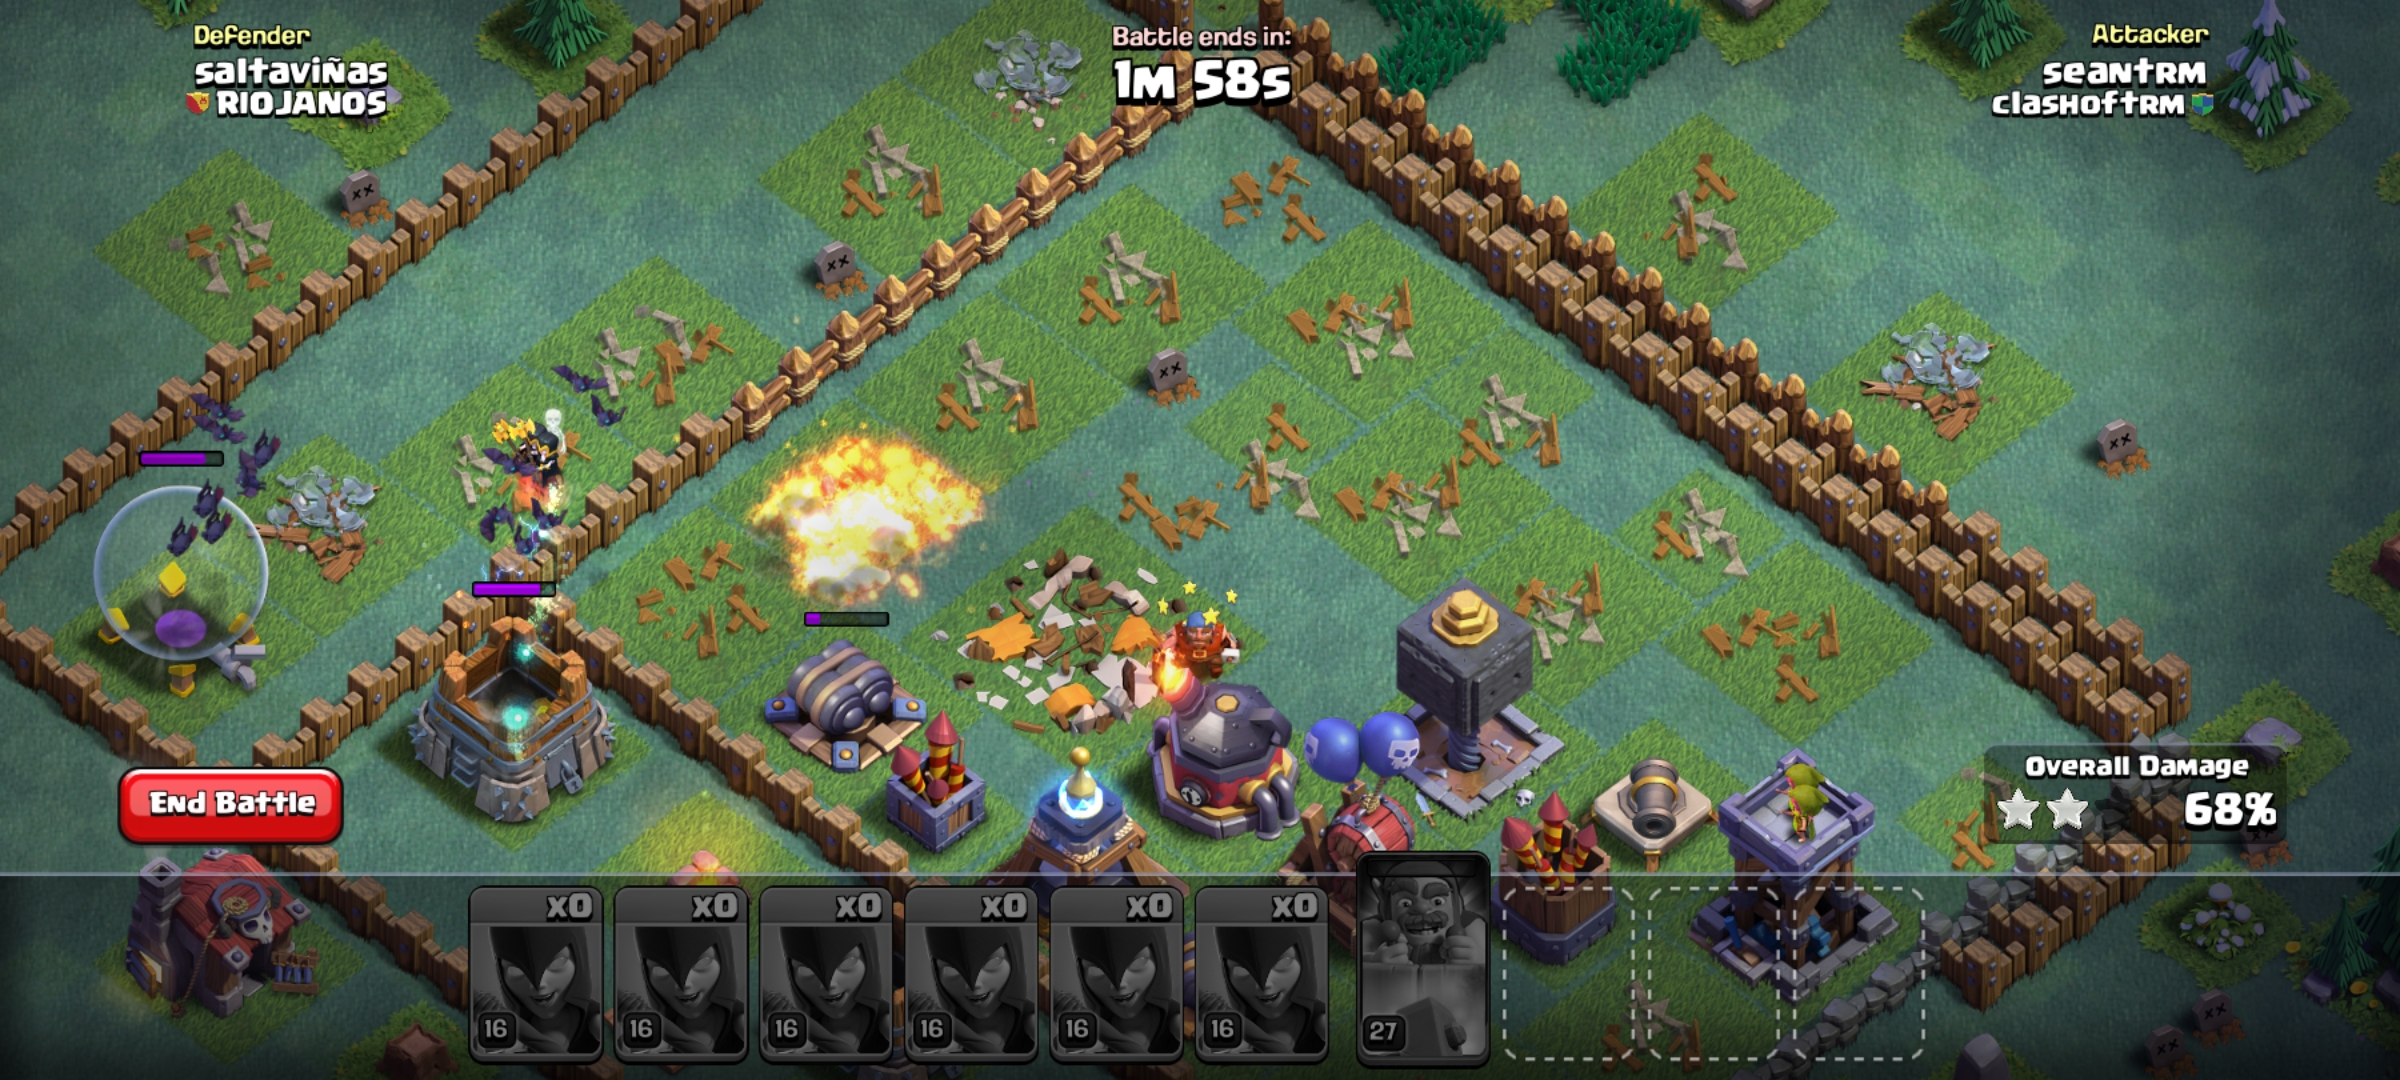 Defender
saltaviñas
RIOJANOS
Battle ends in:
1M 58s
Attacker
seantRM
clashoftRM
End Battle
Overall Damage
68%
x0
x0
x0
x0
x0
x0
16
16
16
16
16
16
27